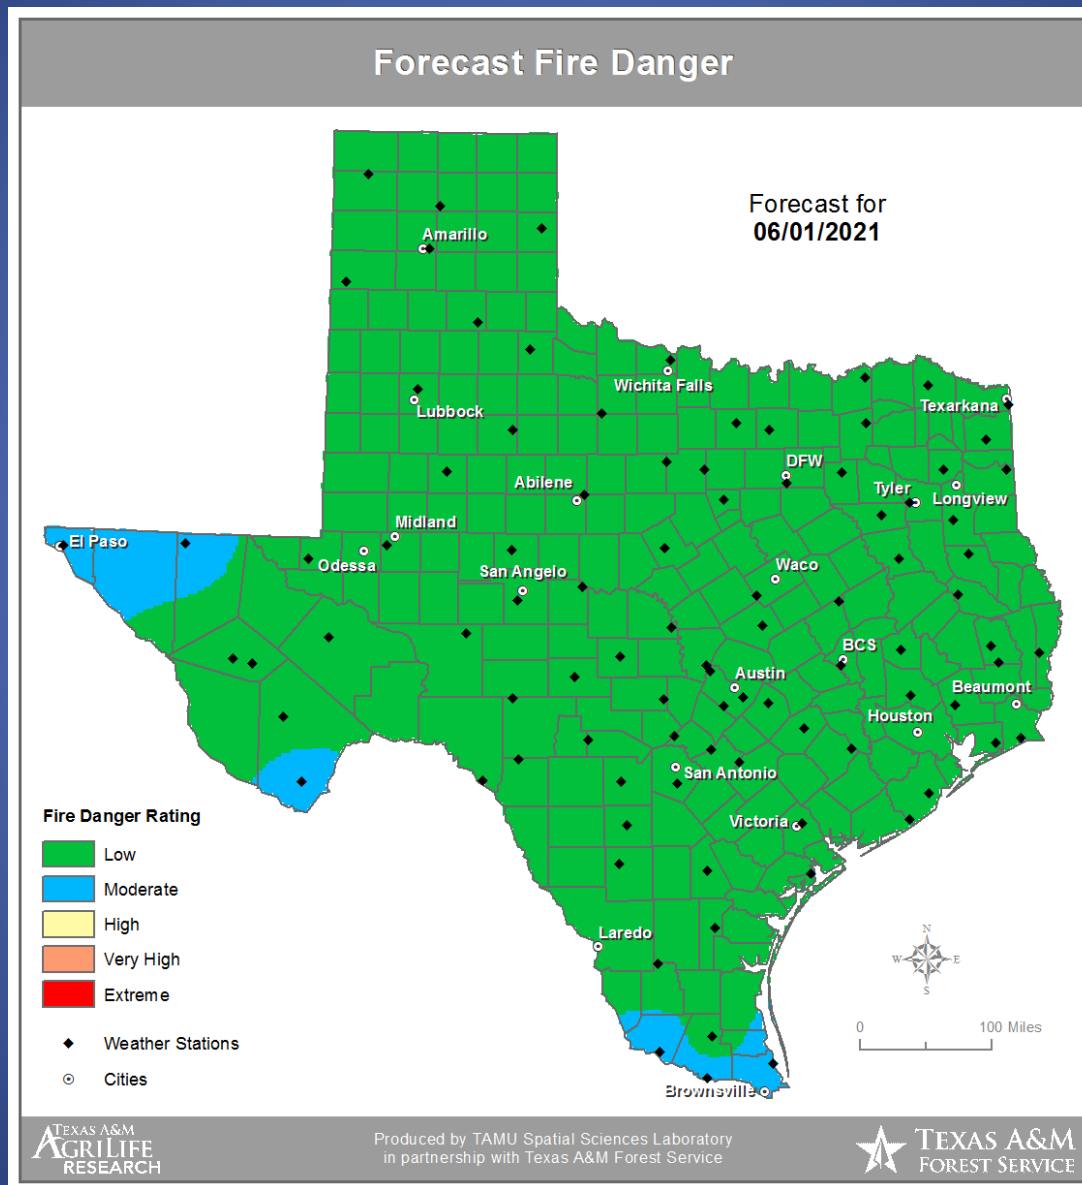 Forecast Fire Danger
Forecast for
06/01/2021
Amarillo
Wichita Falls
Lubbock
Texarkana
DFW
Abilene
Tyler
Longview
Midland
El Paso
Odessa
San Angelo
Waco
BCS
Austin
Beaumont
Houston
San Antonio
Victoria
Fire Danger Rating
Low
Moderate
High
Very High
Extreme
Weather Stations
Cities
Laredo
N
W E
S
0 100 Miles
Brownsville
TEXAS A&M
AGRILIFE
RESEARCH
Produced by TAMU Spatial Sciences Laboratory
in partnership with Texas A&M Forest Service
TEXAS A&M
FOREST SERVICE